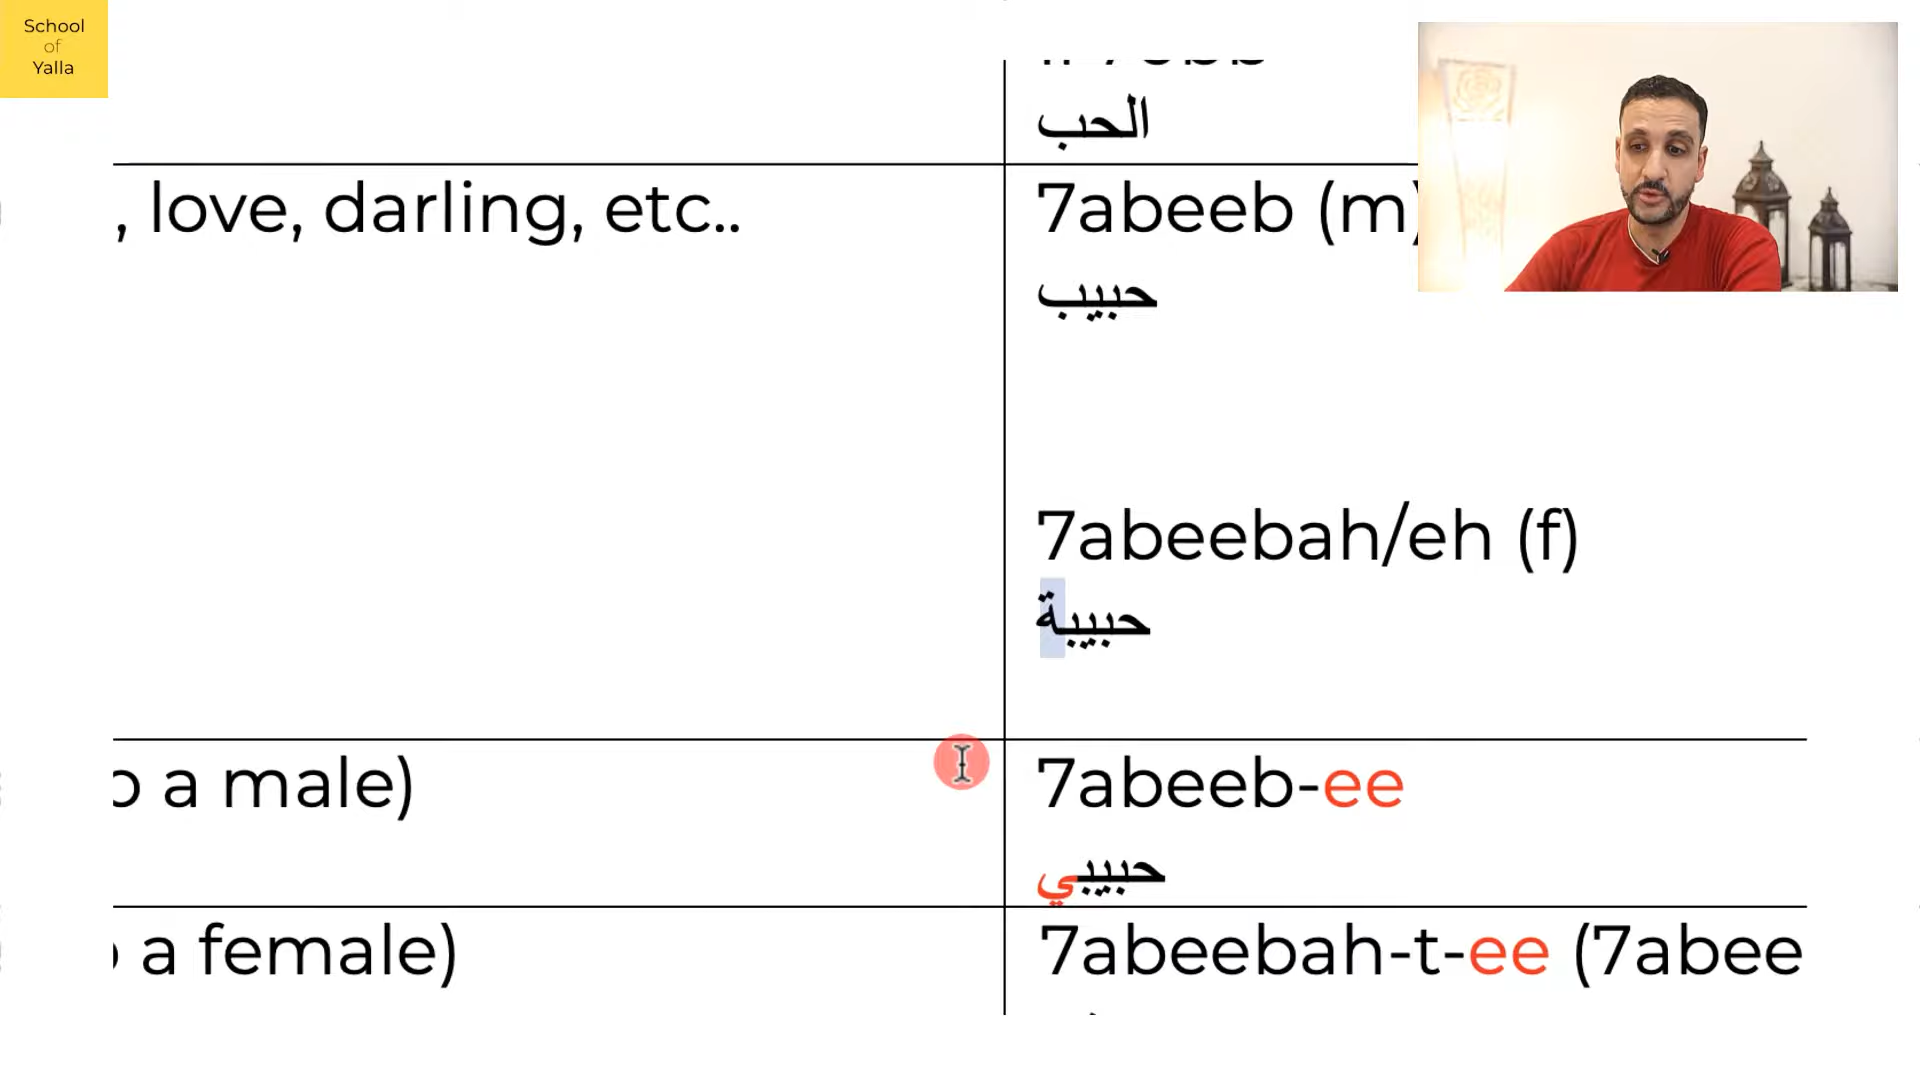 School
of
Yalla
الحب
, love, darling, etc..
7abeeb (m)
حبيب
7abeebah/eh (f)
حبيبة
a male)
7abeeb-ee
حبيبي
a female)
7abeebah-t-ee (7abee